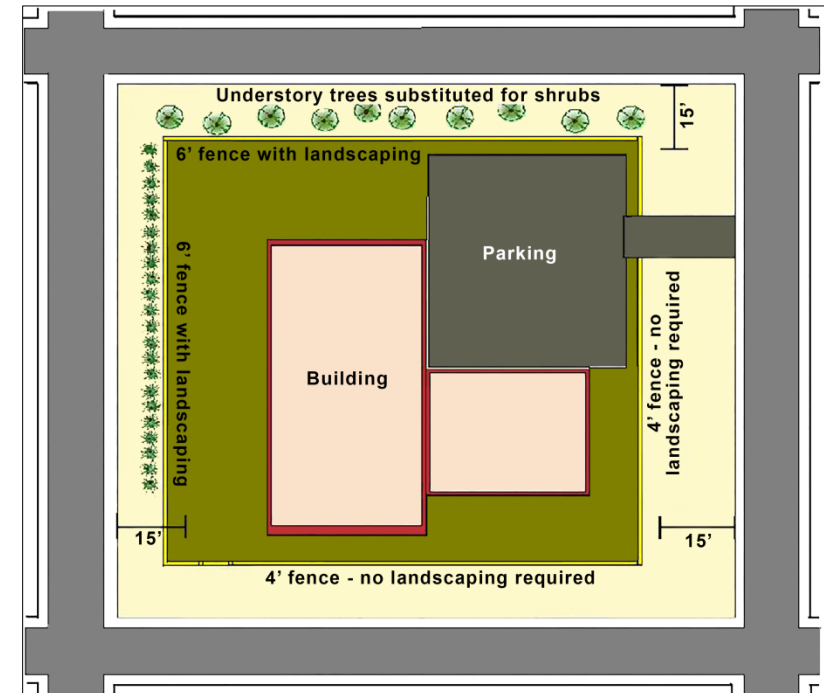 Understory trees substituted for shrubs
15’
6’ fence with landscaping
Parking
6’ fence with landscaping
4’ fence - no
landscaping required
Building
15’
15’
4’ fence - no landscaping required